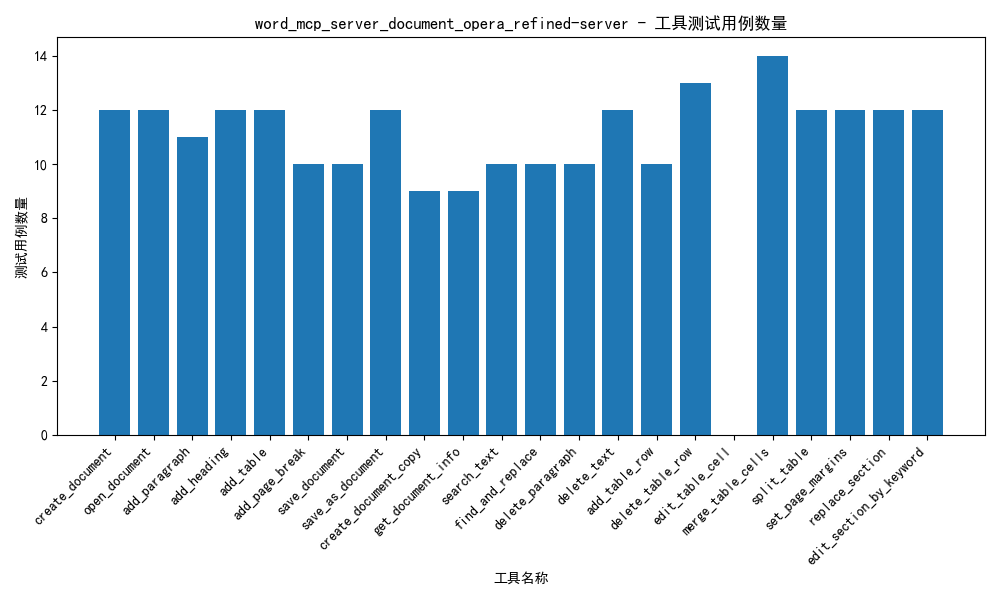 word_mcp_server_document_opera_refined-server - 工具测试用例数量
测试用例数量
14
12
10
8
6
4
2
0
create_document
open_document
add_paragraph
add_heading
add_table
add_page_break
save_document
save_as_document
create_document_copy
get_document_info
search_text
find_and_replace
delete_paragraph
delete_text
add_table_row
delete_table_row
edit_table_cell
merge_table_cells
split_table
set_page_margins
replace_section
edit_section_by_keyword
工具名称